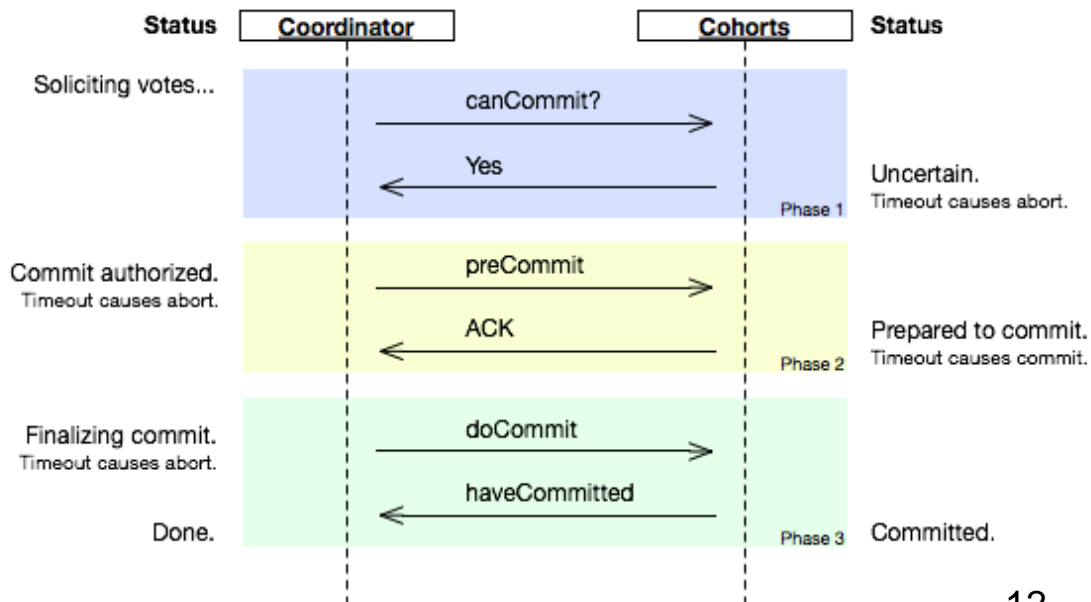 Status Coordinator Cohorts Status
Soliciting votes...
canCommit?
Yes
Uncertain.
Timeout causes abort.
Phase 1
Commit authorized.
Timeout causes abort.
preCommit
ACK
Prepared to commit.
Timeout causes commit.
Phase 2
Finalizing commit.
Timeout causes abort.
doCommit
haveCommitted
Done.
Phase 3
Committed.